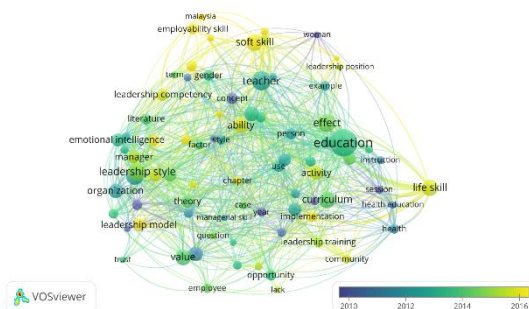 malaysia
employability skill
woman
soft skill
leadership position
term
gender
teacher
example
leadership competency
concept
literature
ability
effect
person
emotional intelligence
factor
style
education
manager
use
instruction
leadership style
activity
chapter
organization
session
life skill
theory
case
curriculum
health education
year
managerial skill
implementation
leadership model
health
question
leadership training
value
community
trust
opportunity
employee
lack
VOSviewer
2010
2012
2014
2016